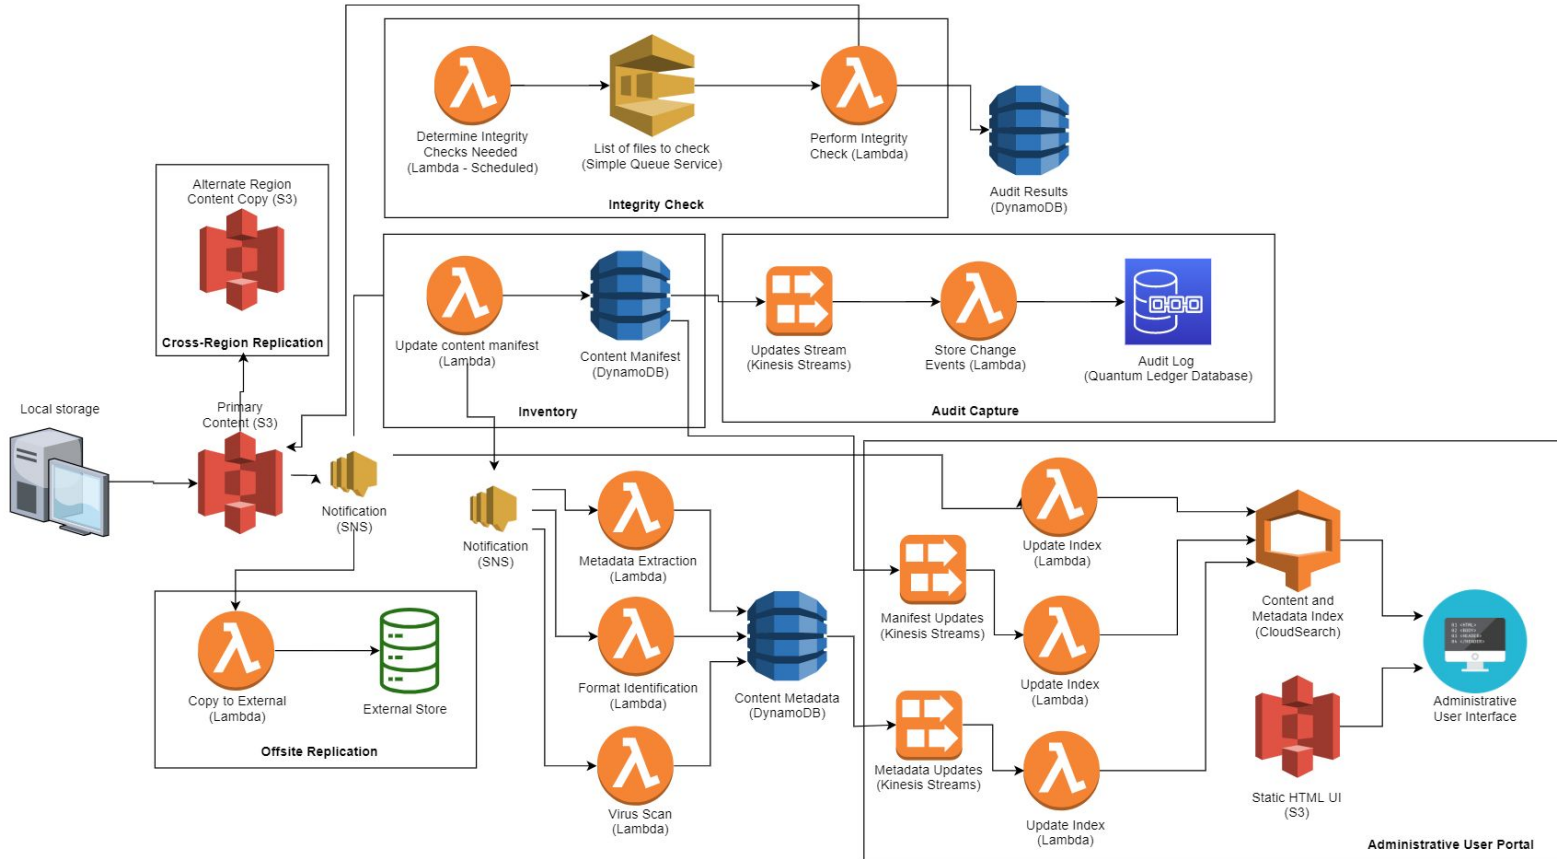 Determine Integrity
Checks Needed
(Lambda - Scheduled)
List of files to check
(Simple Queue Service)
Perform Integrity
Check (Lambda)
Integrity Check
Audit Results
(DynamoDB)
Alternate Region
Content Copy (S3)
Cross-Region Replication
Update content manifest
(Lambda)
Content Manifest
(DynamoDB)
Inventory
Updates Stream
(Kinesis Streams)
Store Change
Events (Lambda)
Audit Log
(Quantum Ledger Database)
Audit Capture
Local storage
Primary
Content (S3)
Notification
(SNS)
Notification
(SNS)
Copy to External
(Lambda)
External Store
Offsite Replication
Metadata Extraction
(Lambda)
Format Identification
(Lambda)
Virus Scan
(Lambda)
Content Metadata
(DynamoDB)
Manifest Updates
(Kinesis Streams)
Metadata Updates
(Kinesis Streams)
Update Index
(Lambda)
Update Index
(Lambda)
Update Index
(Lambda)
Content and
Metadata Index
(CloudSearch)
Static HTML UI
(S3)
01 <HTML>
02 <BODY>
03 <HEADER>
Administrative
User Interface
Administrative User Portal